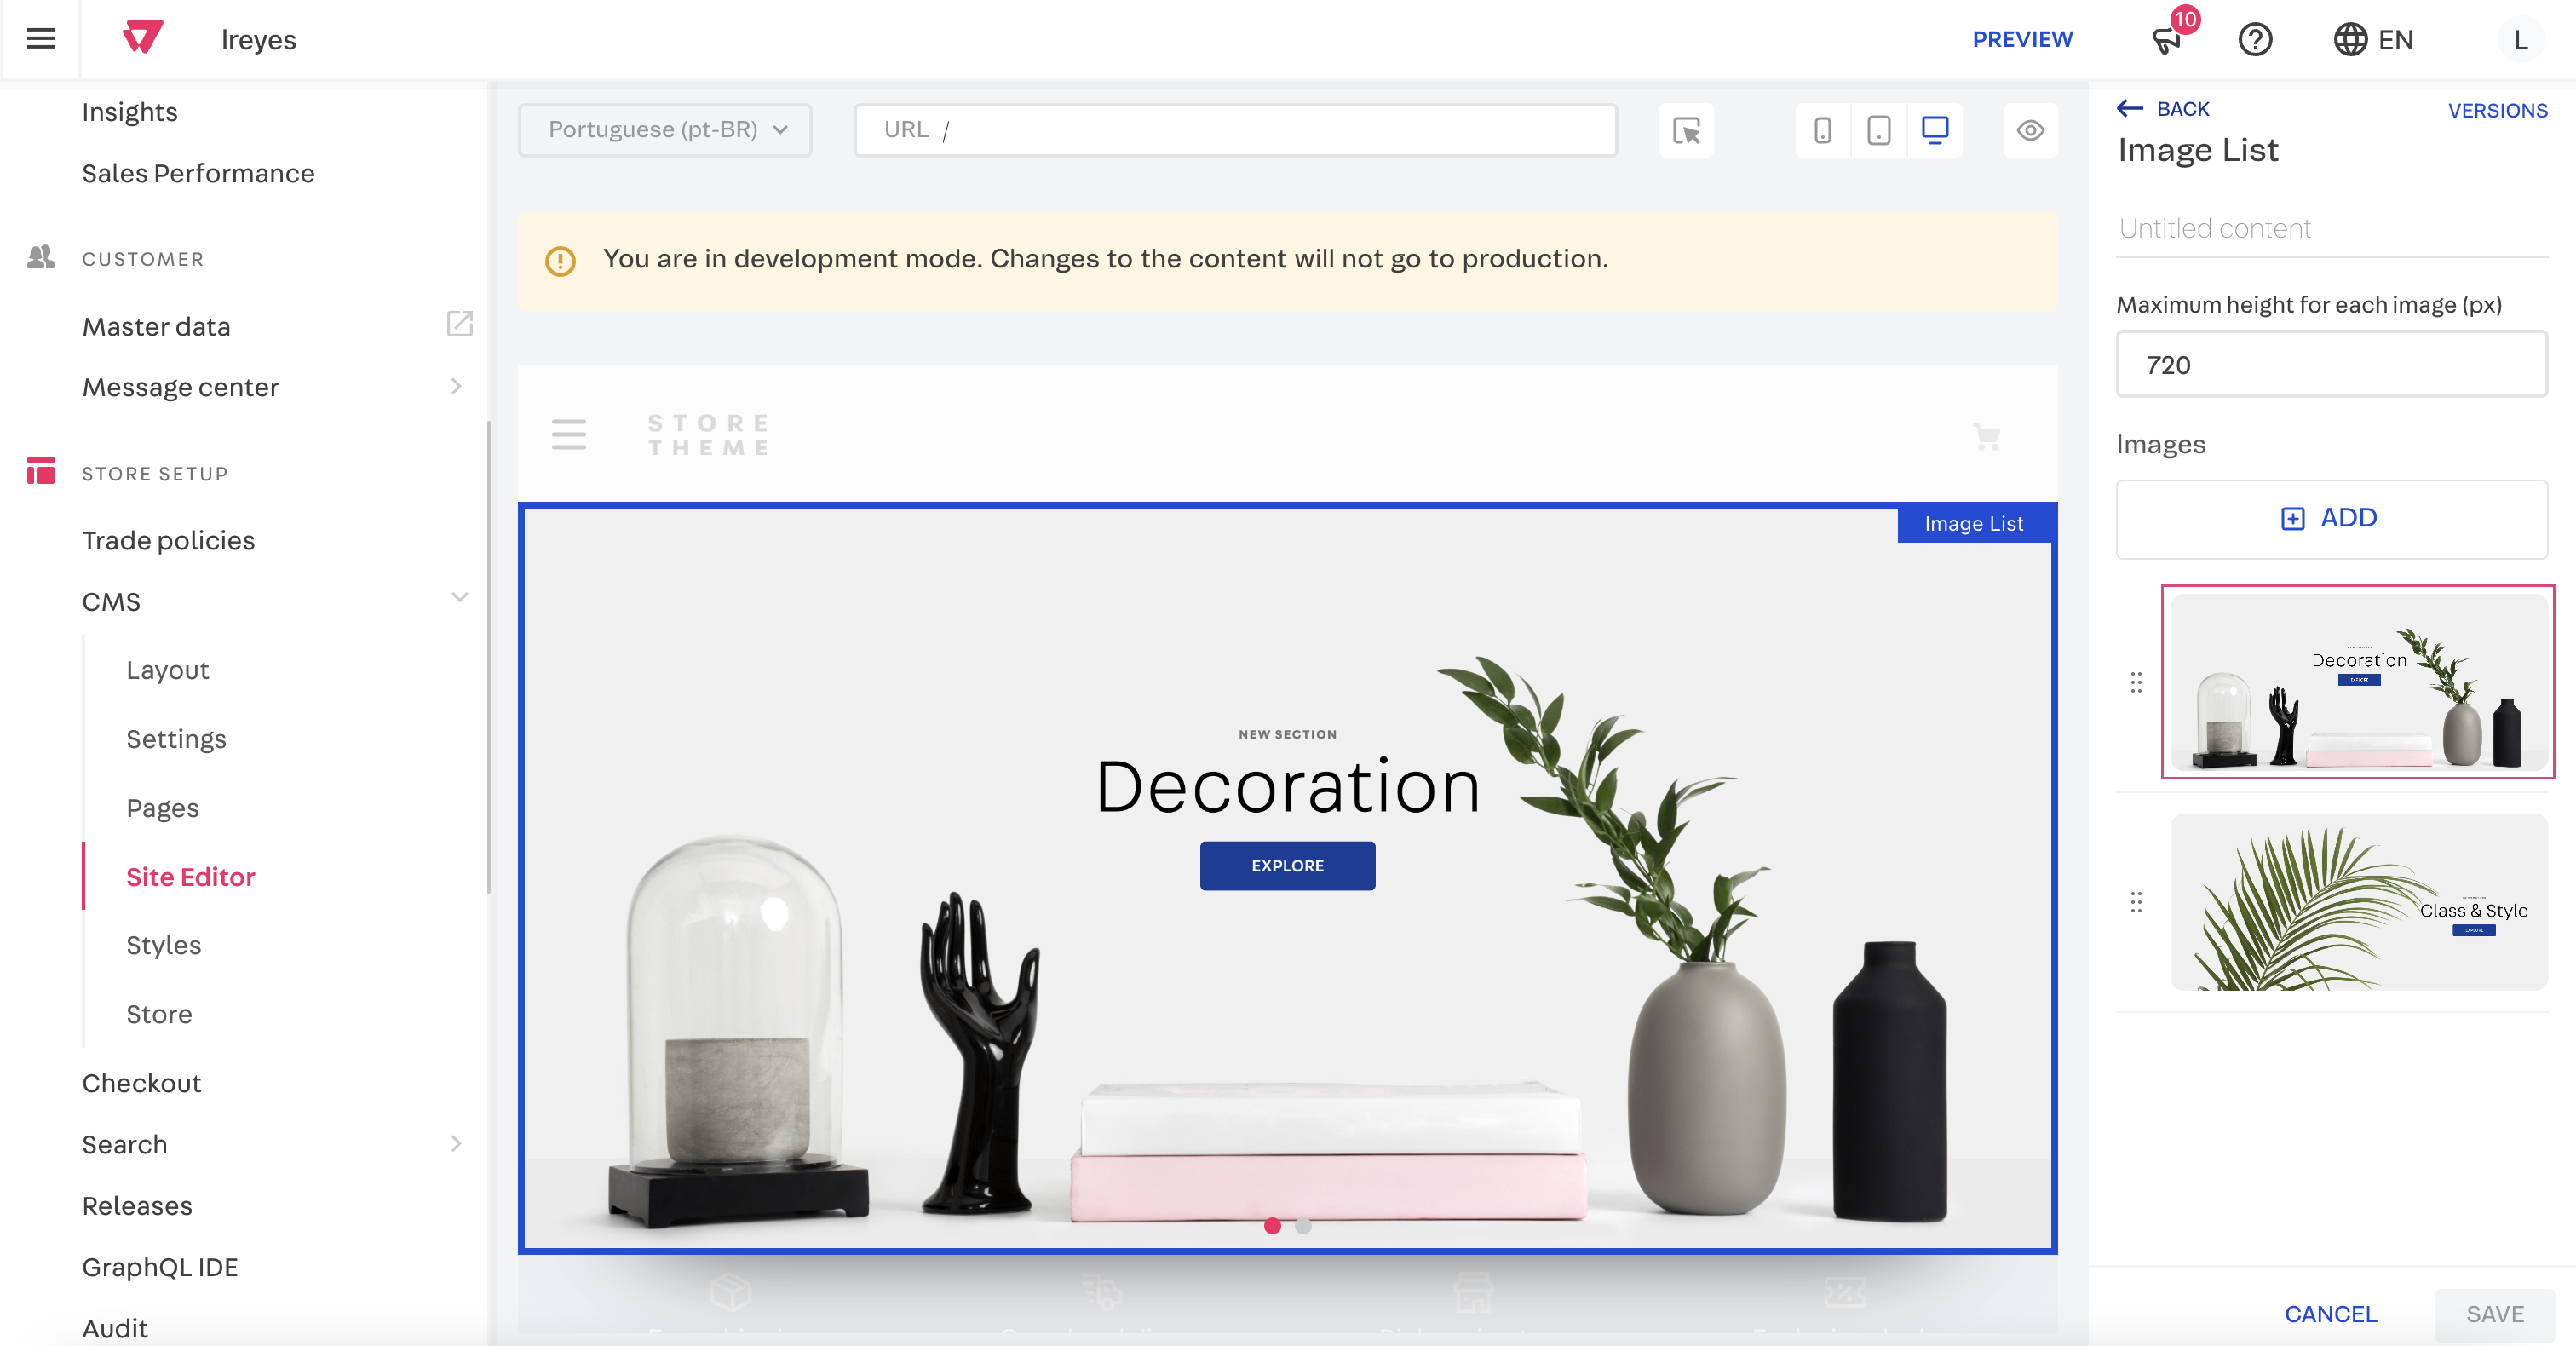 lreyes
PREVIEW
10
EN
L
Insights
Sales Performance
CUSTOMER
Master data
Message center
STORE SETUP
Trade policies
CMS
Layout
Settings
Pages
Site Editor
Styles
Store
Checkout
Search
Releases
GraphQL IDE
Audit
Portuguese (pt-BR)
URL /
You are in development mode. Changes to the content will not go to production.
STORE
THEME
Image List
NEW SECTION
Decoration
EXPLORE
BACK
VERSIONS
Image List
Untitled content
Maximum height for each image (px)
720
Images
ADD
Decoration
EXPLORE
Class & Style
EXPLORE
CANCEL
SAVE